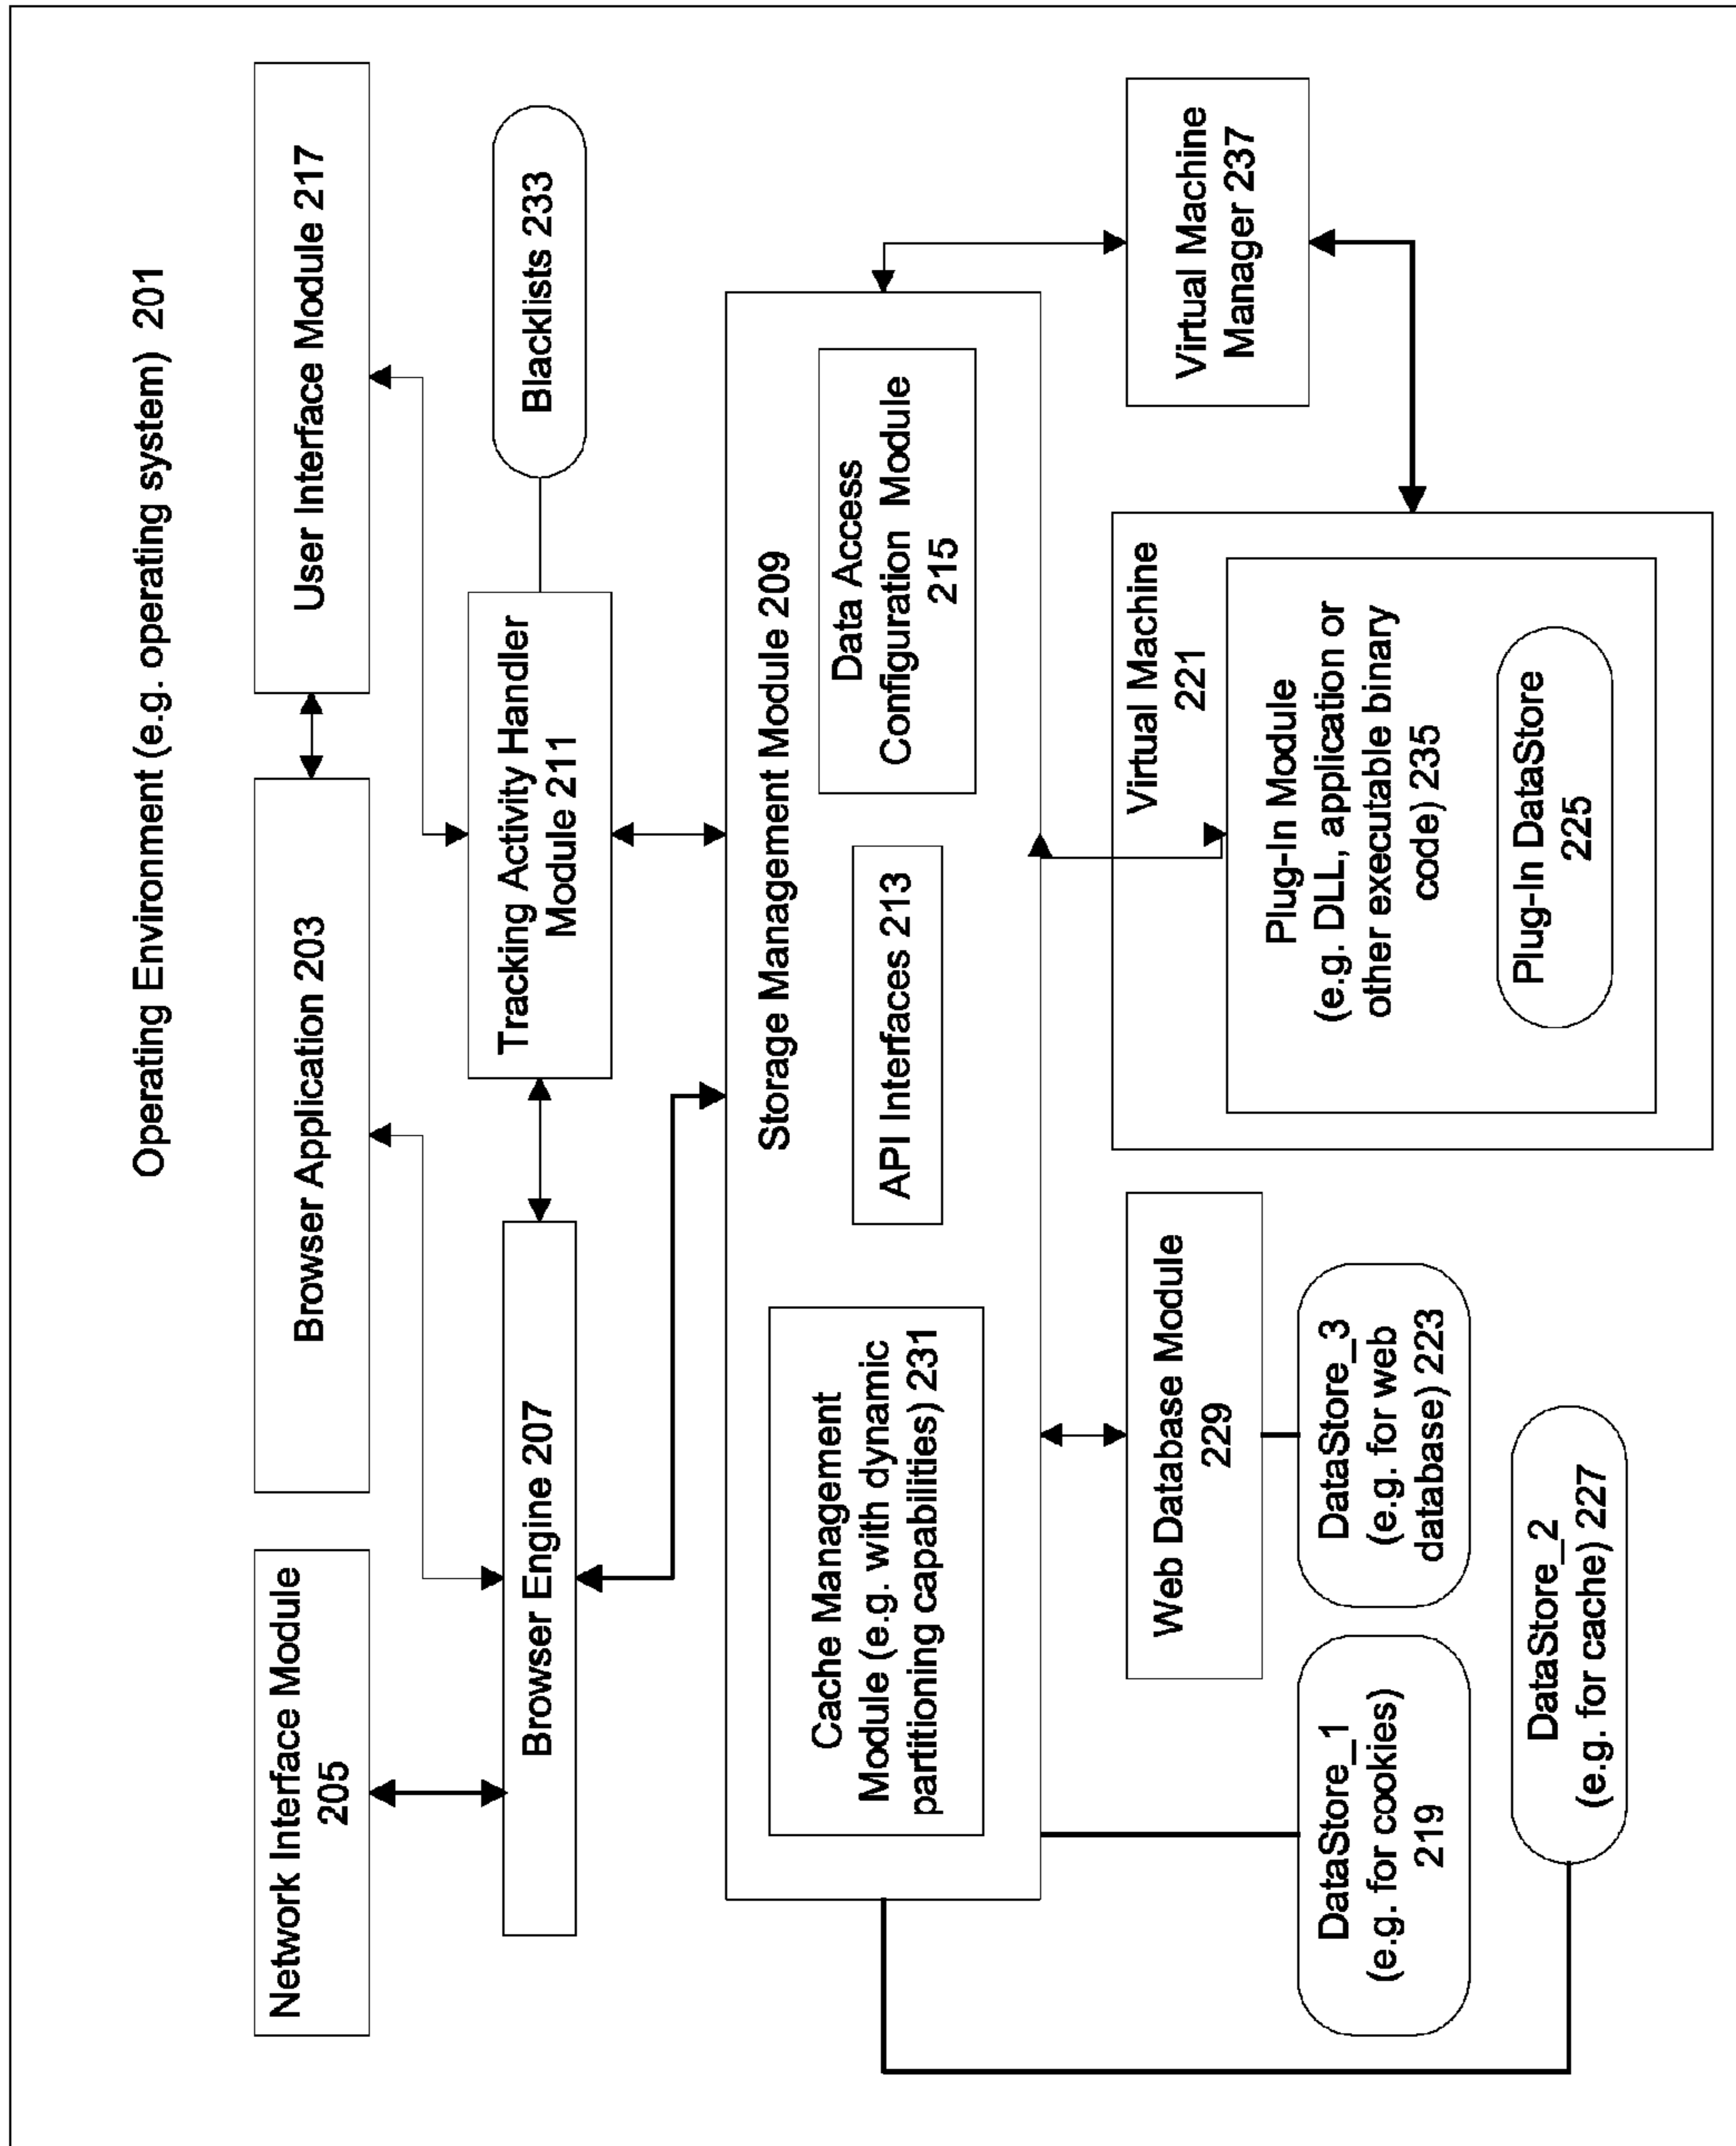 Operating Environment (e.g. operating system) 201
Network Interface Module
205
Browser Application 203
User Interface Module 217
Browser Engine 207
Tracking Activity Handler
Module 211
Blacklists 233
Storage Management Module 209
Cache Management
Module (e.g. with dynamic
partitioning capabilities) 231
API Interfaces 213
Data Access
Configuration Module
215
DataStore_1
(e.g. for cookies)
219
Web Database Module
229
DataStore_3
(e.g. for web
database) 223
DataStore_2
(e.g. for cache) 227
Virtual Machine
221
Plug-In Module
(e.g. DLL, application or
other executable binary
code) 235
Plug-In DataStore
225
Virtual Machine
Manager 237